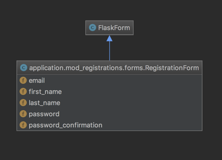 FlaskForm
application.mod_registrations.forms.RegistrationForm
email
first_name
last_name
password
password_confirmation